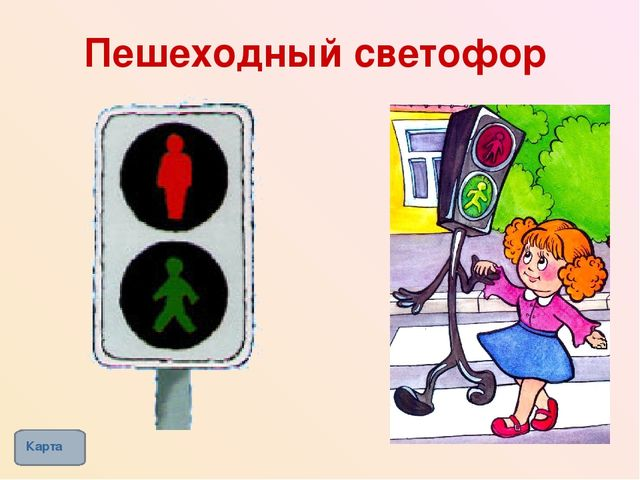 Пешеходный светофор
Карта